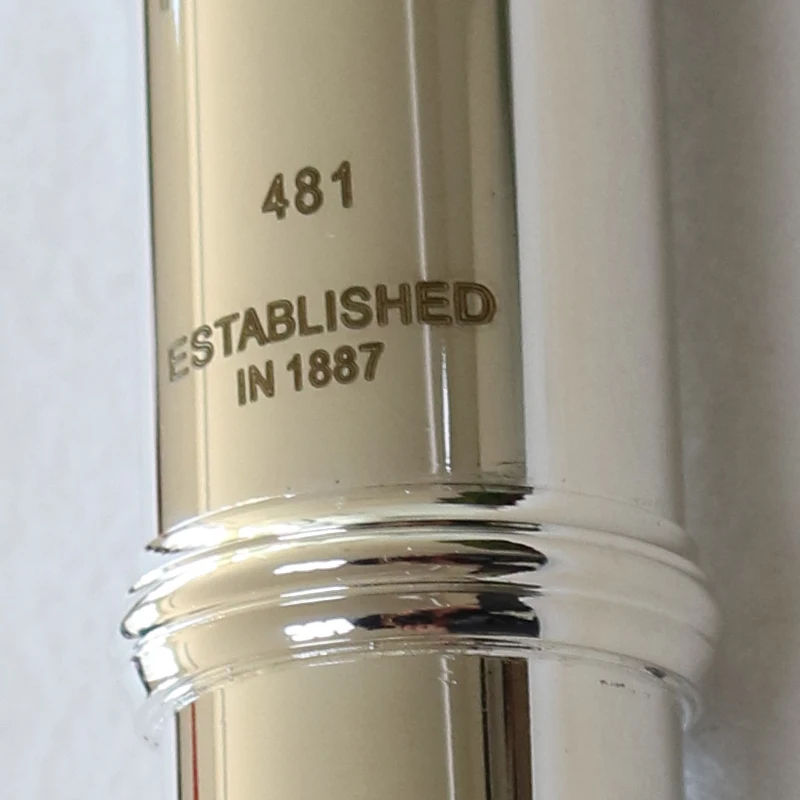 481
ESTABLISHED
IN 1887